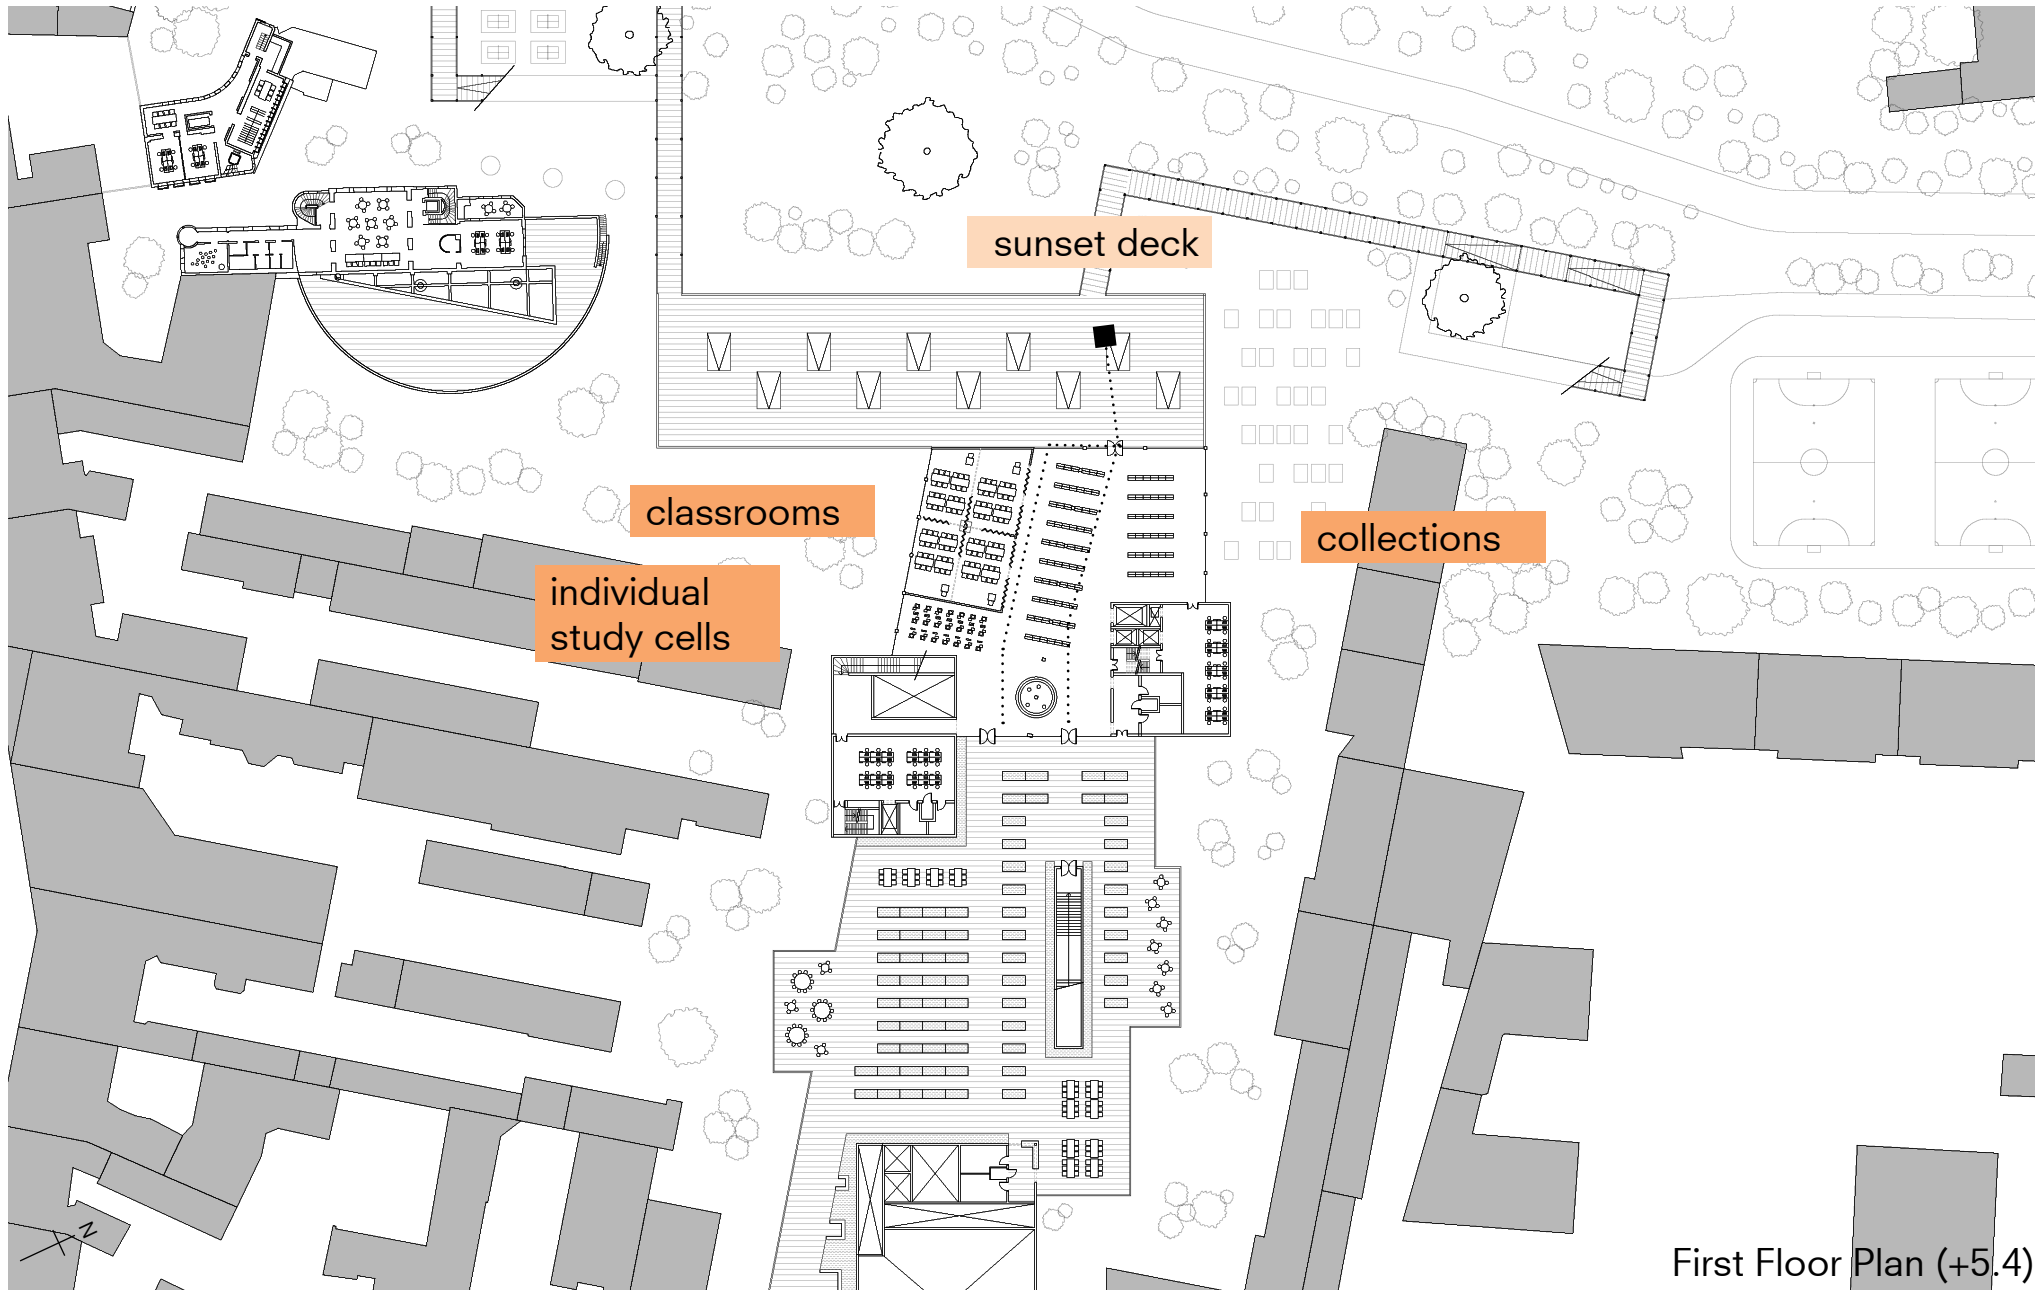 sunset deck
classrooms
collections
individual
study cells
N
First Floor Plan (+5.4)